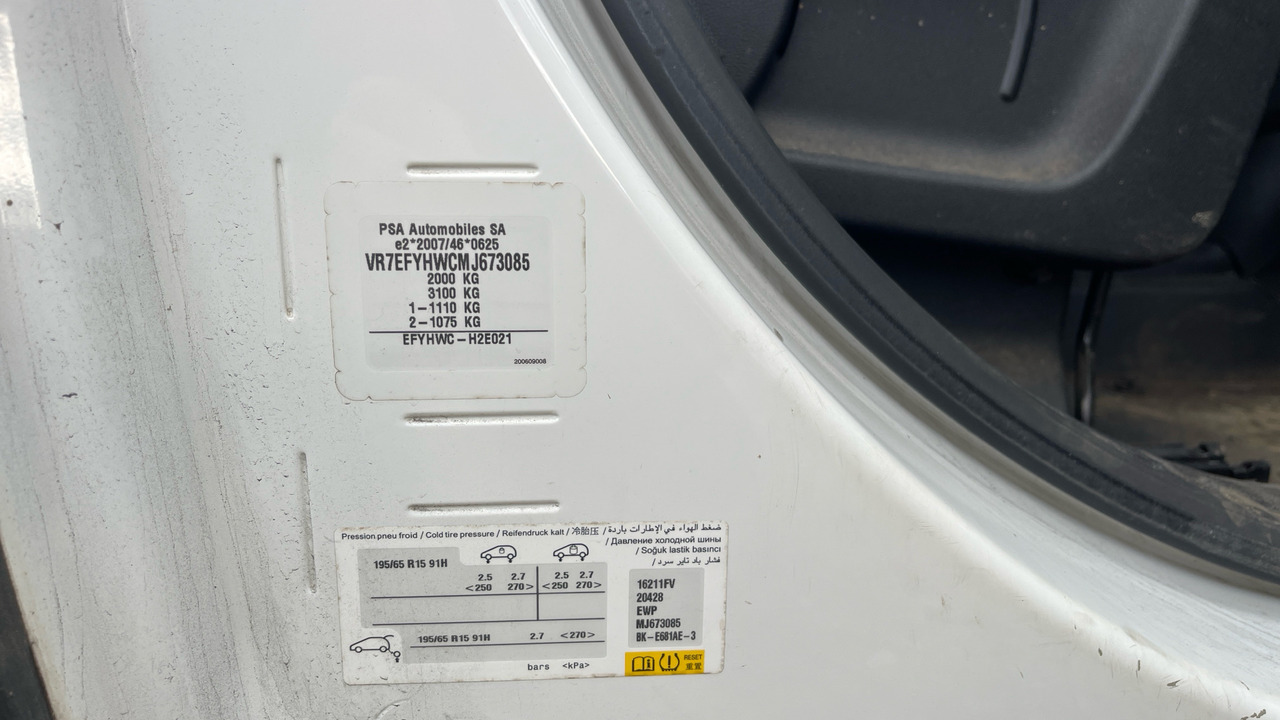 PSA Automobiles SA
e2*2007/46*0625
VR7EFYHWCMJ673085
2000 KG
3100 KG
1-1110 KG
2-1075 KG
EFYHWC-H2E021
200609008
Pression pneu froid / Cold tire pressure / Reifendruck kalt / 冷胎压 / ضغط الهواء في الإطارات باردة
/ Давление холодной шины
/ Soğuk lastik basıncı
/ فشار باد تایر سرد
195/65 R15 91H
2.5 2.7 2.5 2.7
<250 270> <250 270>
195/65 R15 91H 2.7 <270>
bars <kPa>
16211FV
20428
EWP
MJ673085
BK-E681AE-3
RESET
重置